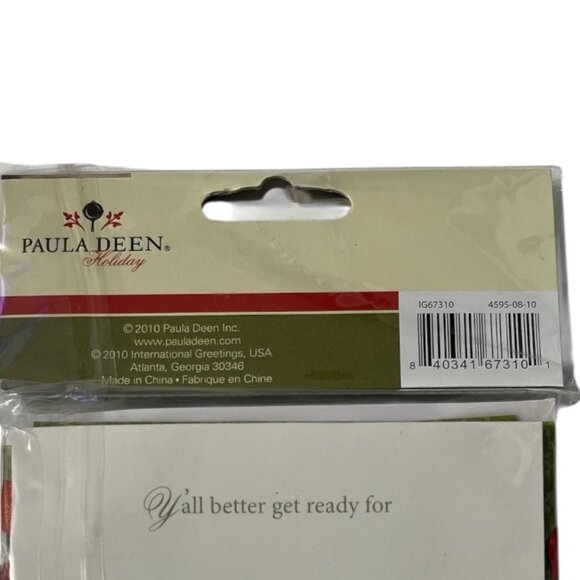 PAULA DEEN®
Holiday
© 2010 Paula Deen Inc.
www.pauladeen.com
© 2010 International Greetings, USA
Atlanta, Georgia 30346
Made in China • Fabrique en Chine
IG67310 4595-08-10
8 40341 67310 1
Y'all better get ready for